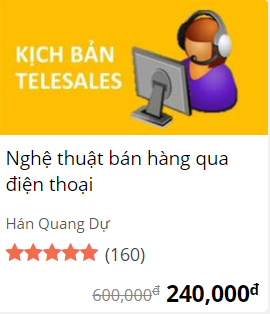 KỊCH BẢN
TELESALES
Nghệ thuật bán hàng qua
điện thoại
Hán Quang Dự
(160)
600,000đ 240,000đ